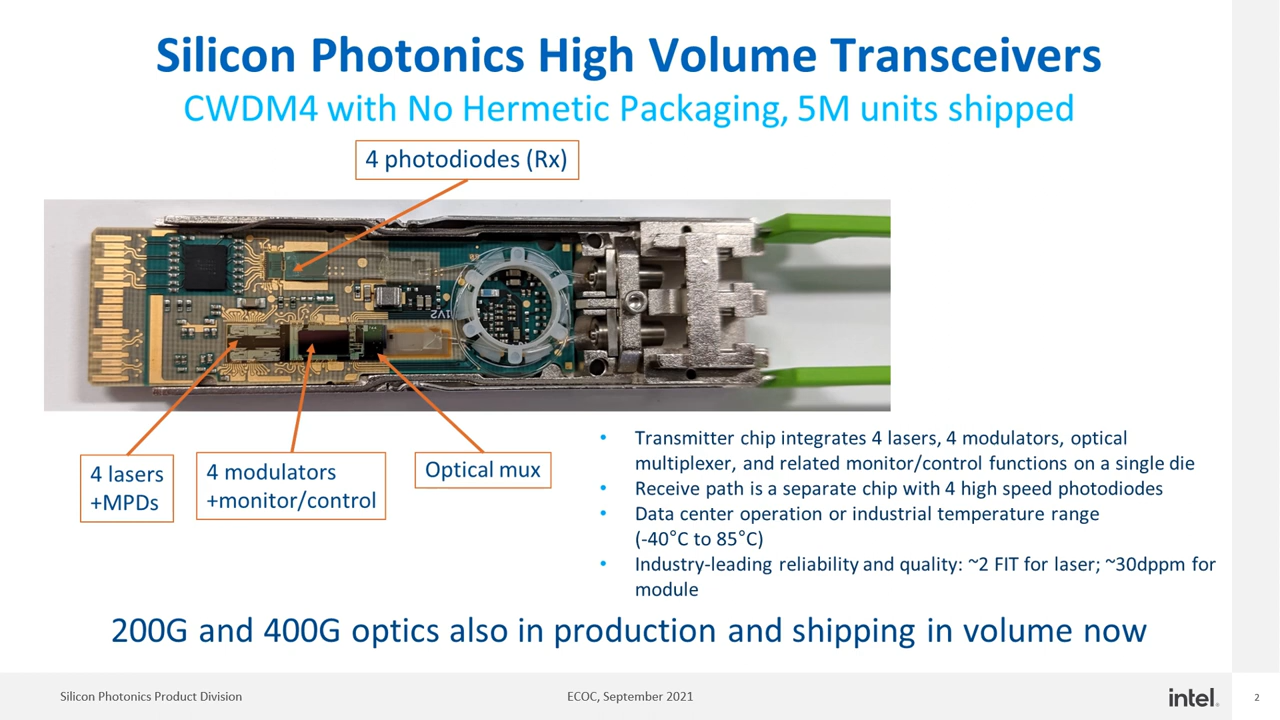 Silicon Photonics High Volume Transceivers
CWDM4 with No Hermetic Packaging, 5M units shipped
4 photodiodes (Rx)
1V2
4 lasers
+MPDs
4 modulators
+monitor/control
Optical mux
• Transmitter chip integrates 4 lasers, 4 modulators, optical
multiplexer, and related monitor/control functions on a single die
• Receive path is a separate chip with 4 high speed photodiodes
• Data center operation or industrial temperature range
(-40°C to 85°C)
• Industry-leading reliability and quality: ~2 FIT for laser; ~30dppm for
module
200G and 400G optics also in production and shipping in volume now
Silicon Photonics Product Division
ECOC, September 2021
intel.
2